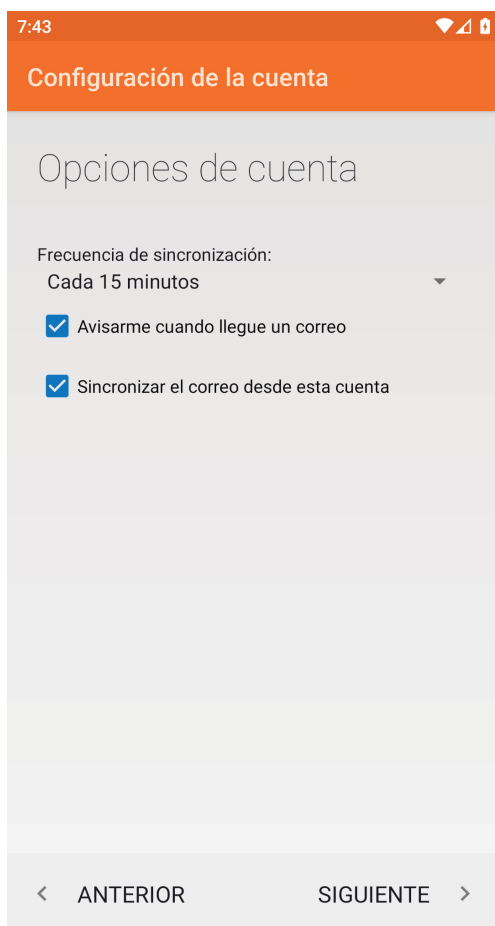 7:43
Configuración de la cuenta
Opciones de cuenta
Frecuencia de sincronización:
Cada 15 minutos
Avisarme cuando llegue un correo
Sincronizar el correo desde esta cuenta
ANTERIOR SIGUIENTE